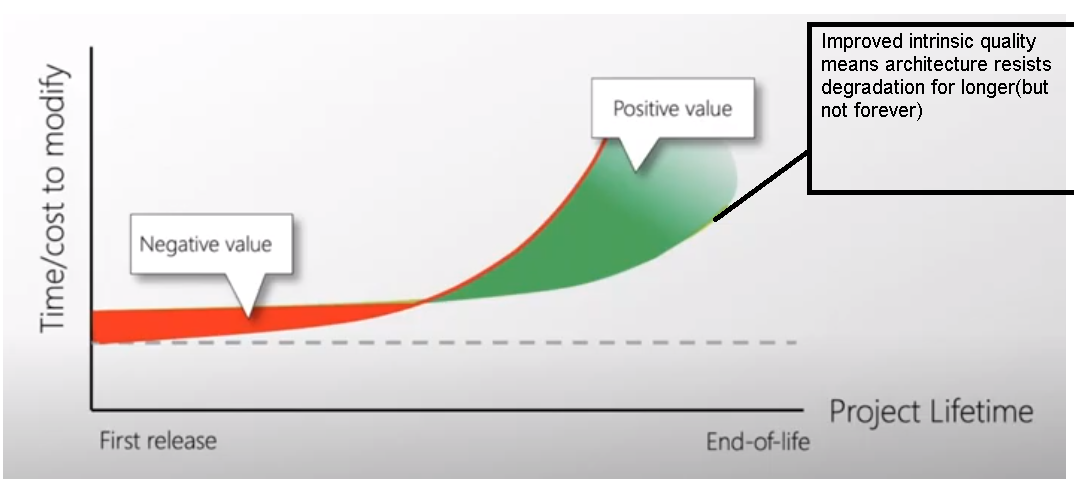 Improved intrinsic quality
means architecture resists
degradation for longer(but
not forever)
Positive value
Negative value
Time/cost to modify
Project Lifetime
First release
End-of-life